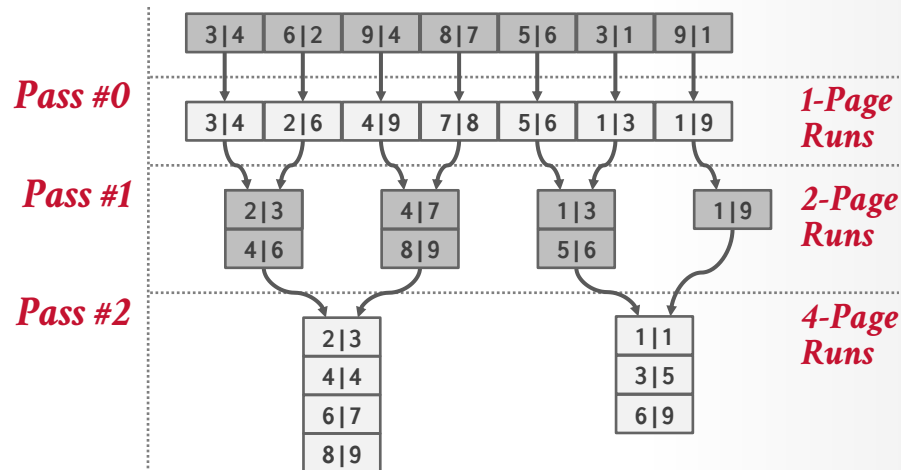 3|4 6|2 9|4 8|7 5|6 3|1 9|1
Pass #0
3|4 2|6 4|9 7|8 5|6 1|3 1|9
1-Page
Runs
Pass #1
2|3 4|7 1|3 1|9
4|6 8|9 5|6
2-Page
Runs
Pass #2
2|3 1|1
4|4 3|5
6|7 6|9
8|9
4-Page
Runs